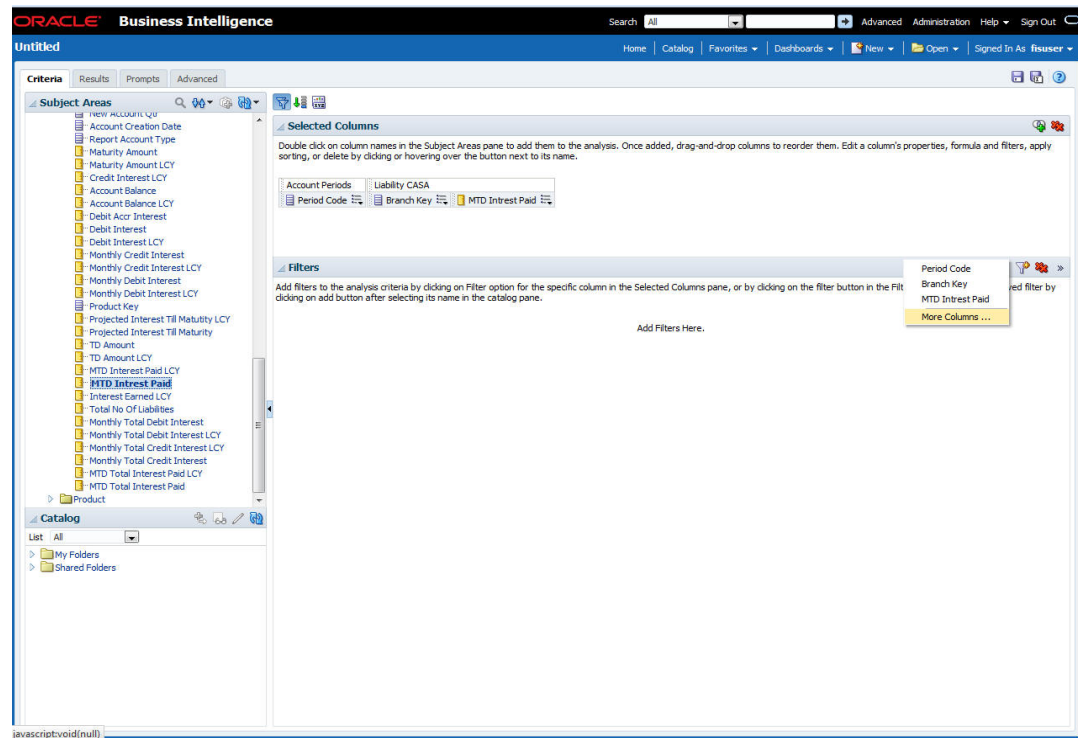 ORACLE Business Intelligence Search All Advanced Administration Help Sign Out
Untitled Home Catalog Favorites Dashboards New Open Signed In As fisuser
Criteria Results Prompts Advanced
Subject Areas
New Account Qtr
Account Creation Date
Report Account Type
Maturity Amount
Maturity Amount LCY
Credit Interest LCY
Account Balance
Account Balance LCY
Debit Accr Interest
Debit Interest
Debit Interest LCY
Monthly Credit Interest
Monthly Credit Interest LCY
Monthly Debit Interest
Monthly Debit Interest LCY
Product Key
Projected Interest Till Matutity LCY
Projected Interest Till Maturity
TD Amount
TD Amount LCY
MTD Interest Paid LCY
MTD Intrest Paid
Interest Earned LCY
Total No Of Liabilities
Monthly Total Debit Interest
Monthly Total Debit Interest LCY
Monthly Total Credit Interest LCY
Monthly Total Credit Interest
MTD Total Interest Paid LCY
MTD Total Interest Paid
Product
Catalog
List All
My Folders
Shared Folders
Selected Columns
Double click on column names in the Subject Areas pane to add them to the analysis. Once added, drag-and-drop columns to reorder them. Edit a column's properties, formula and filters, apply
sorting, or delete by clicking or hovering over the button next to its name.
Account Periods Liability CASA
Period Code Branch Key MTD Intrest Paid
Filters
Add filters to the analysis criteria by clicking on Filter option for the specific column in the Selected Columns pane, or by clicking on the filter button in the Filt ved filter by
clicking on add button after selecting its name in the catalog pane.
Period Code
Branch Key
MTD Intrest Paid
More Columns ...
Add Filters Here.
javascript:void(null)